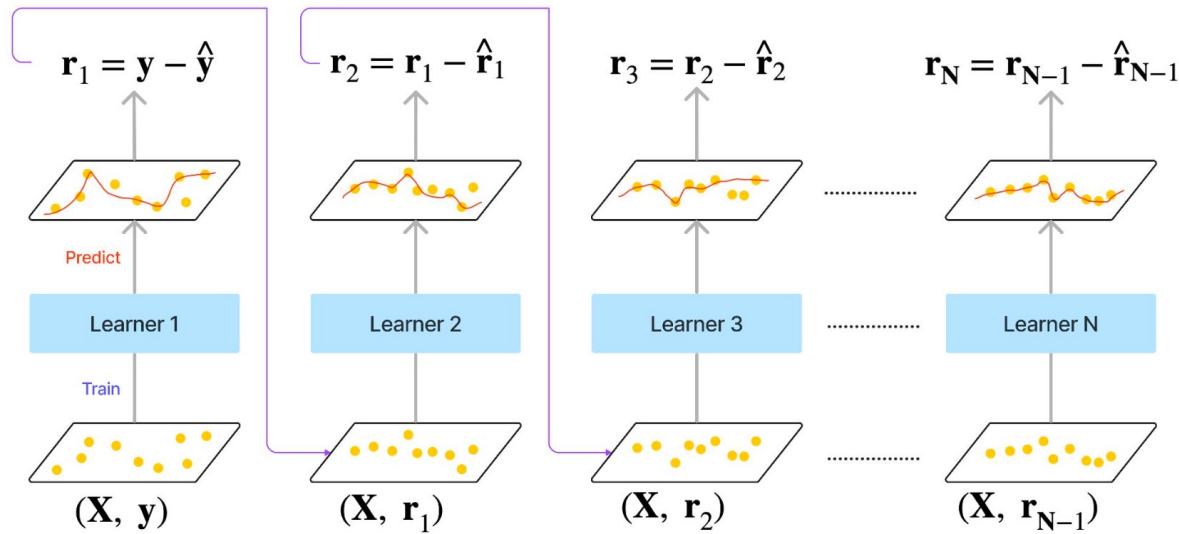 r₁ = y − ŷ
r₂ = r₁ − r̂₁
r₃ = r₂ − r̂₂
r_N = r_{N−1} − r̂_{N−1}
Predict
Learner 1
Learner 2
Learner 3
Learner N
Train
(X, y)
(X, r₁)
(X, r₂)
(X, r_{N−1})